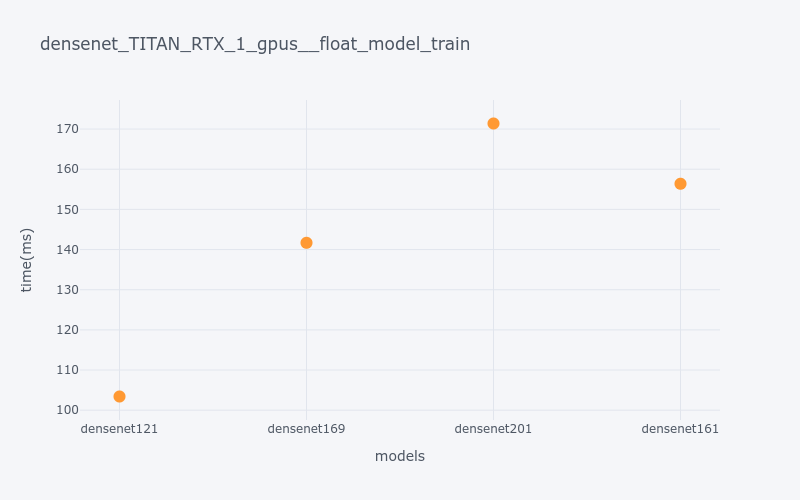 densenet_TITAN_RTX_1_gpus__float_model_train
170
160
150
140
130
120
110
100
time(ms)
densenet121 densenet169 densenet201 densenet161
models